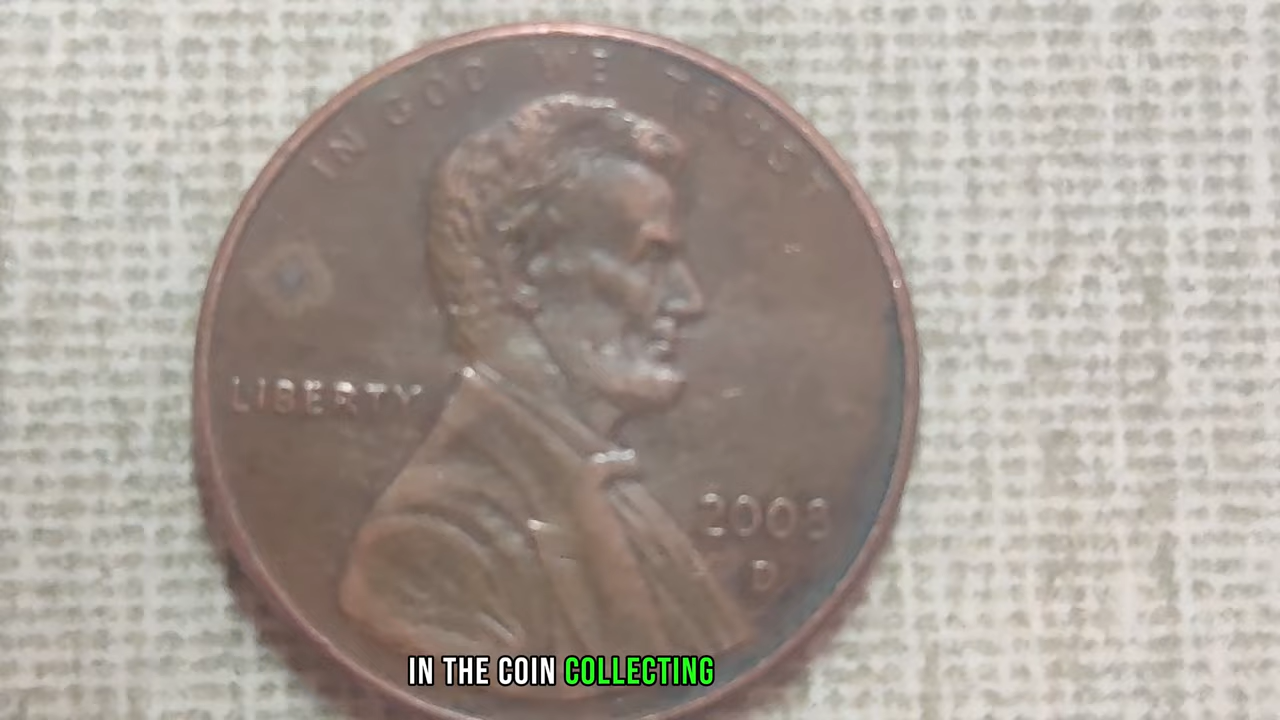 IN GOD WE TRUST
LIBERTY
2008
D
IN THE COIN COLLECTING